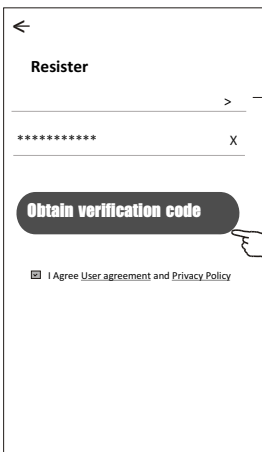 Resister
>
*********** X
Obtain verification code
I Agree User agreement and Privacy Policy